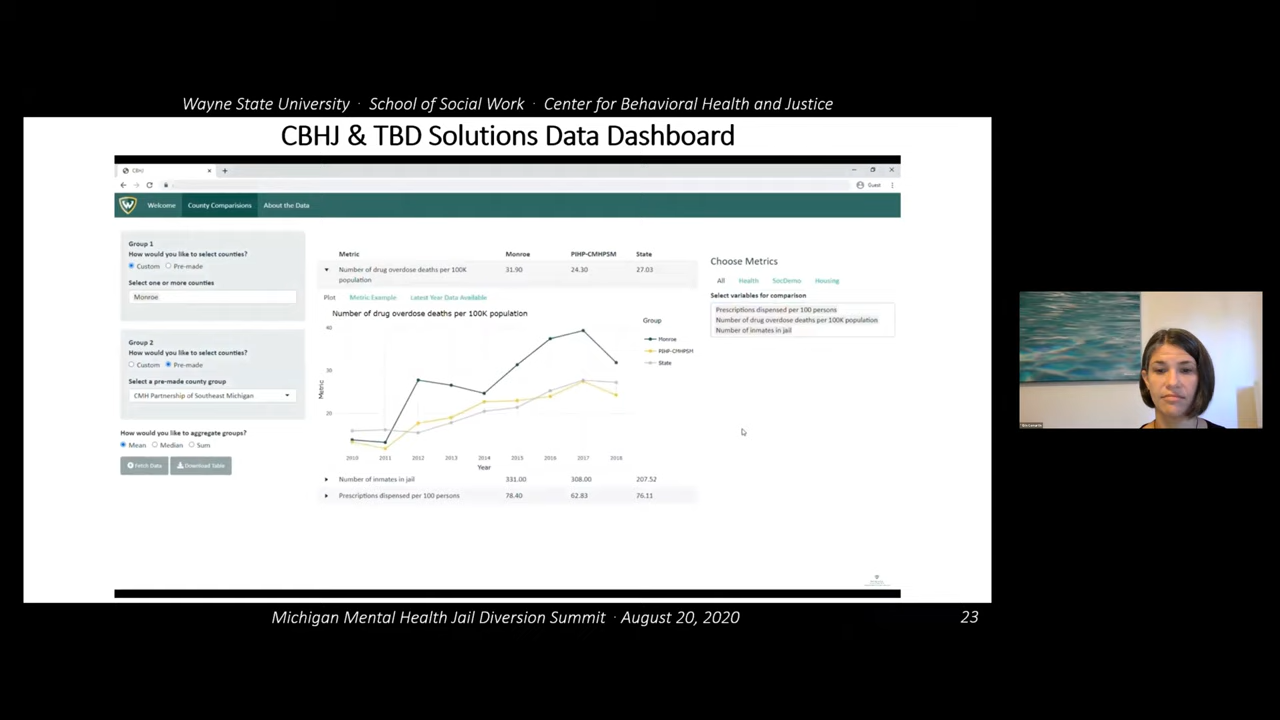 Wayne State University · School of Social Work · Center for Behavioral Health and Justice
CBHJ & TBD Solutions Data Dashboard
CBHJ
Guest
Welcome County Comparisions About the Data
Group 1
How would you like to select counties?
Custom Pre-made
Select one or more counties
Monroe
Group 2
How would you like to select counties?
Custom Pre-made
Select a pre-made county group
CMH Partnership of Southeast Michigan
How would you like to aggregate groups?
Mean Median Sum
Fetch Data Download Table
Metric Monroe PIHP-CMHPSM State
Number of drug overdose deaths per 100K 31.90 24.30 27.03
population
Plot Metric Example Latest Year Data Available
Number of drug overdose deaths per 100K population
40
30
20
Metric
2010 2011 2012 2013 2014 2015 2016 2017 2018
Year
Group
Monroe
PIHP-CMHPSM
State
Number of inmates in jail 331.00 308.00 207.52
Prescriptions dispensed per 100 persons 78.40 62.83 76.11
Choose Metrics
All Health SocDemo Housing
Select variables for comparison
Prescriptions dispensed per 100 persons
Number of drug overdose deaths per 100K population
Number of inmates in jail
Michigan Mental Health Jail Diversion Summit · August 20, 2020
23